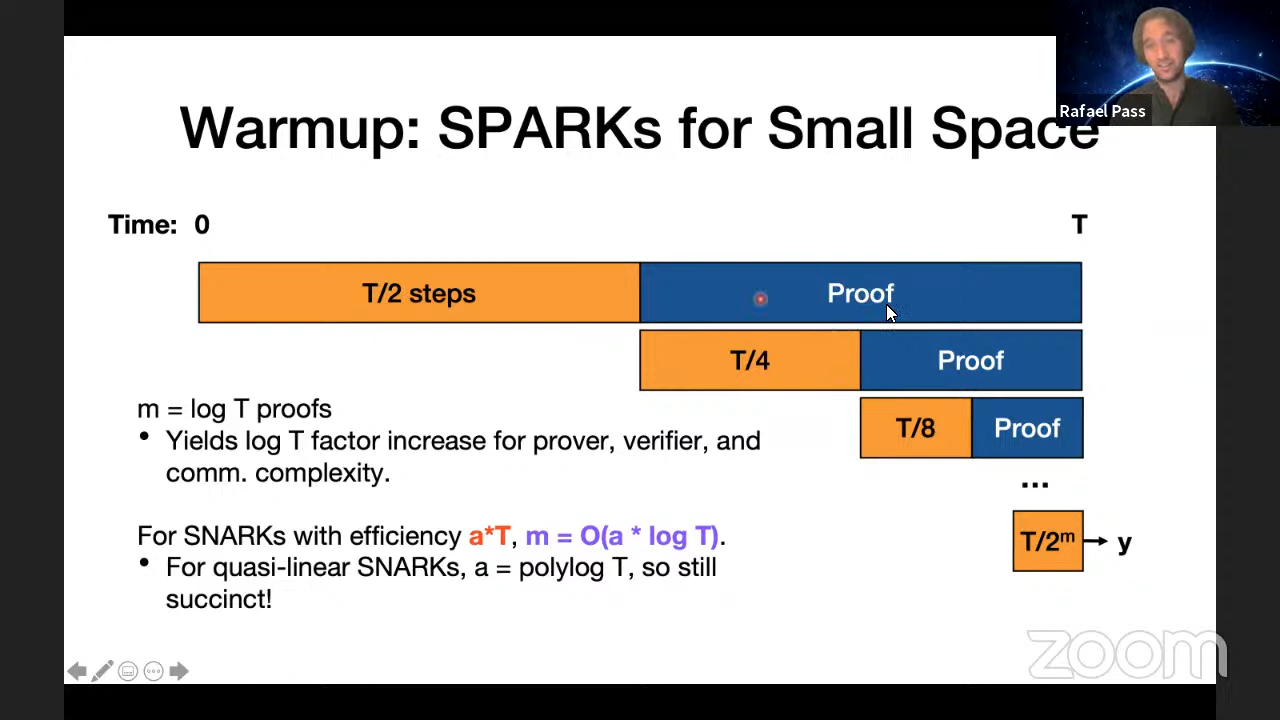 Rafael Pass
Warmup: SPARKs for Small Space
Time: 0
T
T/2 steps
Proof
T/4
Proof
T/8
Proof
...
T/2ᵐ
y
m = log T proofs
• Yields log T factor increase for prover, verifier, and
comm. complexity.
For SNARKs with efficiency a*T, m = O(a * log T).
• For quasi-linear SNARKs, a = polylog T, so still
succinct!
zoom